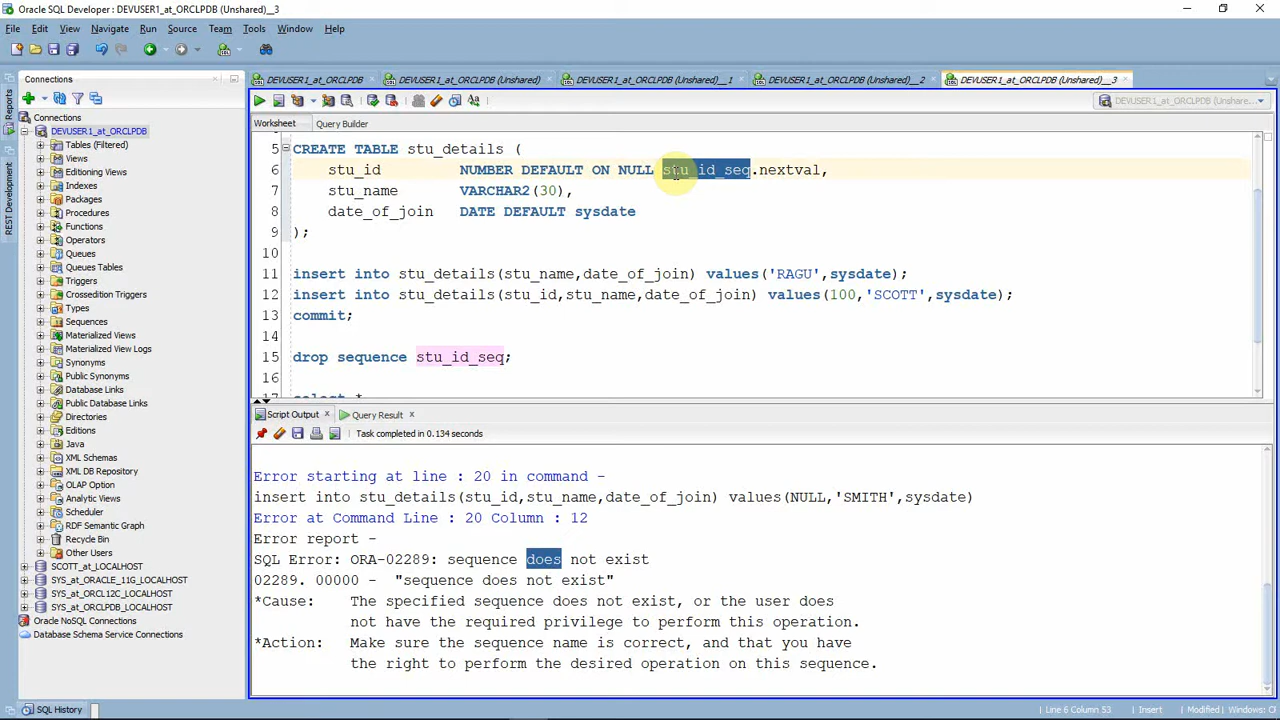 Oracle SQL Developer: DEVUSER1_at_ORCLPDB (Unshared)__3
File Edit View Navigate Run Source Team Tools Window Help
Connections
DEVUSER1_at_ORCLPDB DEVUSER1_at_ORCLPDB (Unshared) DEVUSER1_at_ORCLPDB (Unshared)__1 DEVUSER1_at_ORCLPDB (Unshared)__ DEVUSER1_at_ORCLPDB (Unshared)__3
Reports
REST Development
Connections
DEVUSER1_at_ORCLPDB
Tables (Filtered)
Views
Editioning Views
Indexes
Packages
Procedures
Functions
Operators
Queues
Queues Tables
Triggers
Crossedition Triggers
Types
Sequences
Materialized Views
Materialized View Logs
Synonyms
Public Synonyms
Database Links
Public Database Links
Directories
Editions
Java
XML Schemas
XML DB Repository
OLAP Option
Analytic Views
Scheduler
RDF Semantic Graph
Recycle Bin
Other Users
SCOTT_at_LOCALHOST
SYS_at_ORACLE_11G_LOCALHOST
SYS_at_ORCL12C_LOCALHOST
SYS_at_ORCLPDB_LOCALHOST
Oracle NoSQL Connections
Database Schema Service Connections
DEVUSER1_at_ORCLPDB (Unshare...
Worksheet Query Builder
5 CREATE TABLE stu_details (
6 stu_id NUMBER DEFAULT ON NULL stu_id_seq.nextval,
7 stu_name VARCHAR2(30),
8 date_of_join DATE DEFAULT sysdate
9 );
10
11 insert into stu_details(stu_name,date_of_join) values('RAGU',sysdate);
12 insert into stu_details(stu_id,stu_name,date_of_join) values(100,'SCOTT',sysdate);
13 commit;
14
15 drop sequence stu_id_seq;
16
Script Output Query Result
Task completed in 0.134 seconds
Error starting at line : 20 in command -
insert into stu_details(stu_id,stu_name,date_of_join) values(NULL,'SMITH',sysdate)
Error at Command Line : 20 Column : 12
Error report -
SQL Error: ORA-02289: sequence does not exist
02289. 00000 - "sequence does not exist"
*Cause: The specified sequence does not exist, or the user does
not have the required privilege to perform this operation.
*Action: Make sure the sequence name is correct, and that you have
the right to perform the desired operation on this sequence.
SQL History
Line 6 Column 53 Insert Modified Windows: C